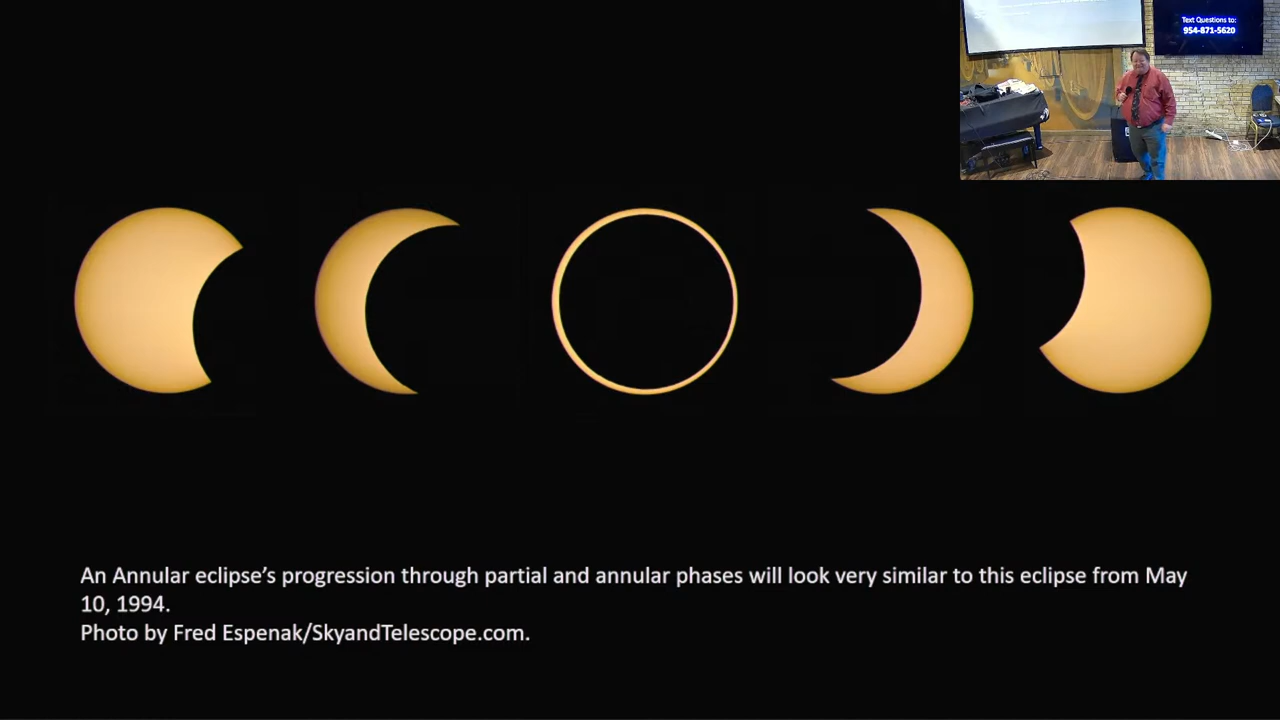 Text Questions to:
954-871-5620
An Annular eclipse’s progression through partial and annular phases will look very similar to this eclipse from May
10, 1994.
Photo by Fred Espenak/SkyandTelescope.com.